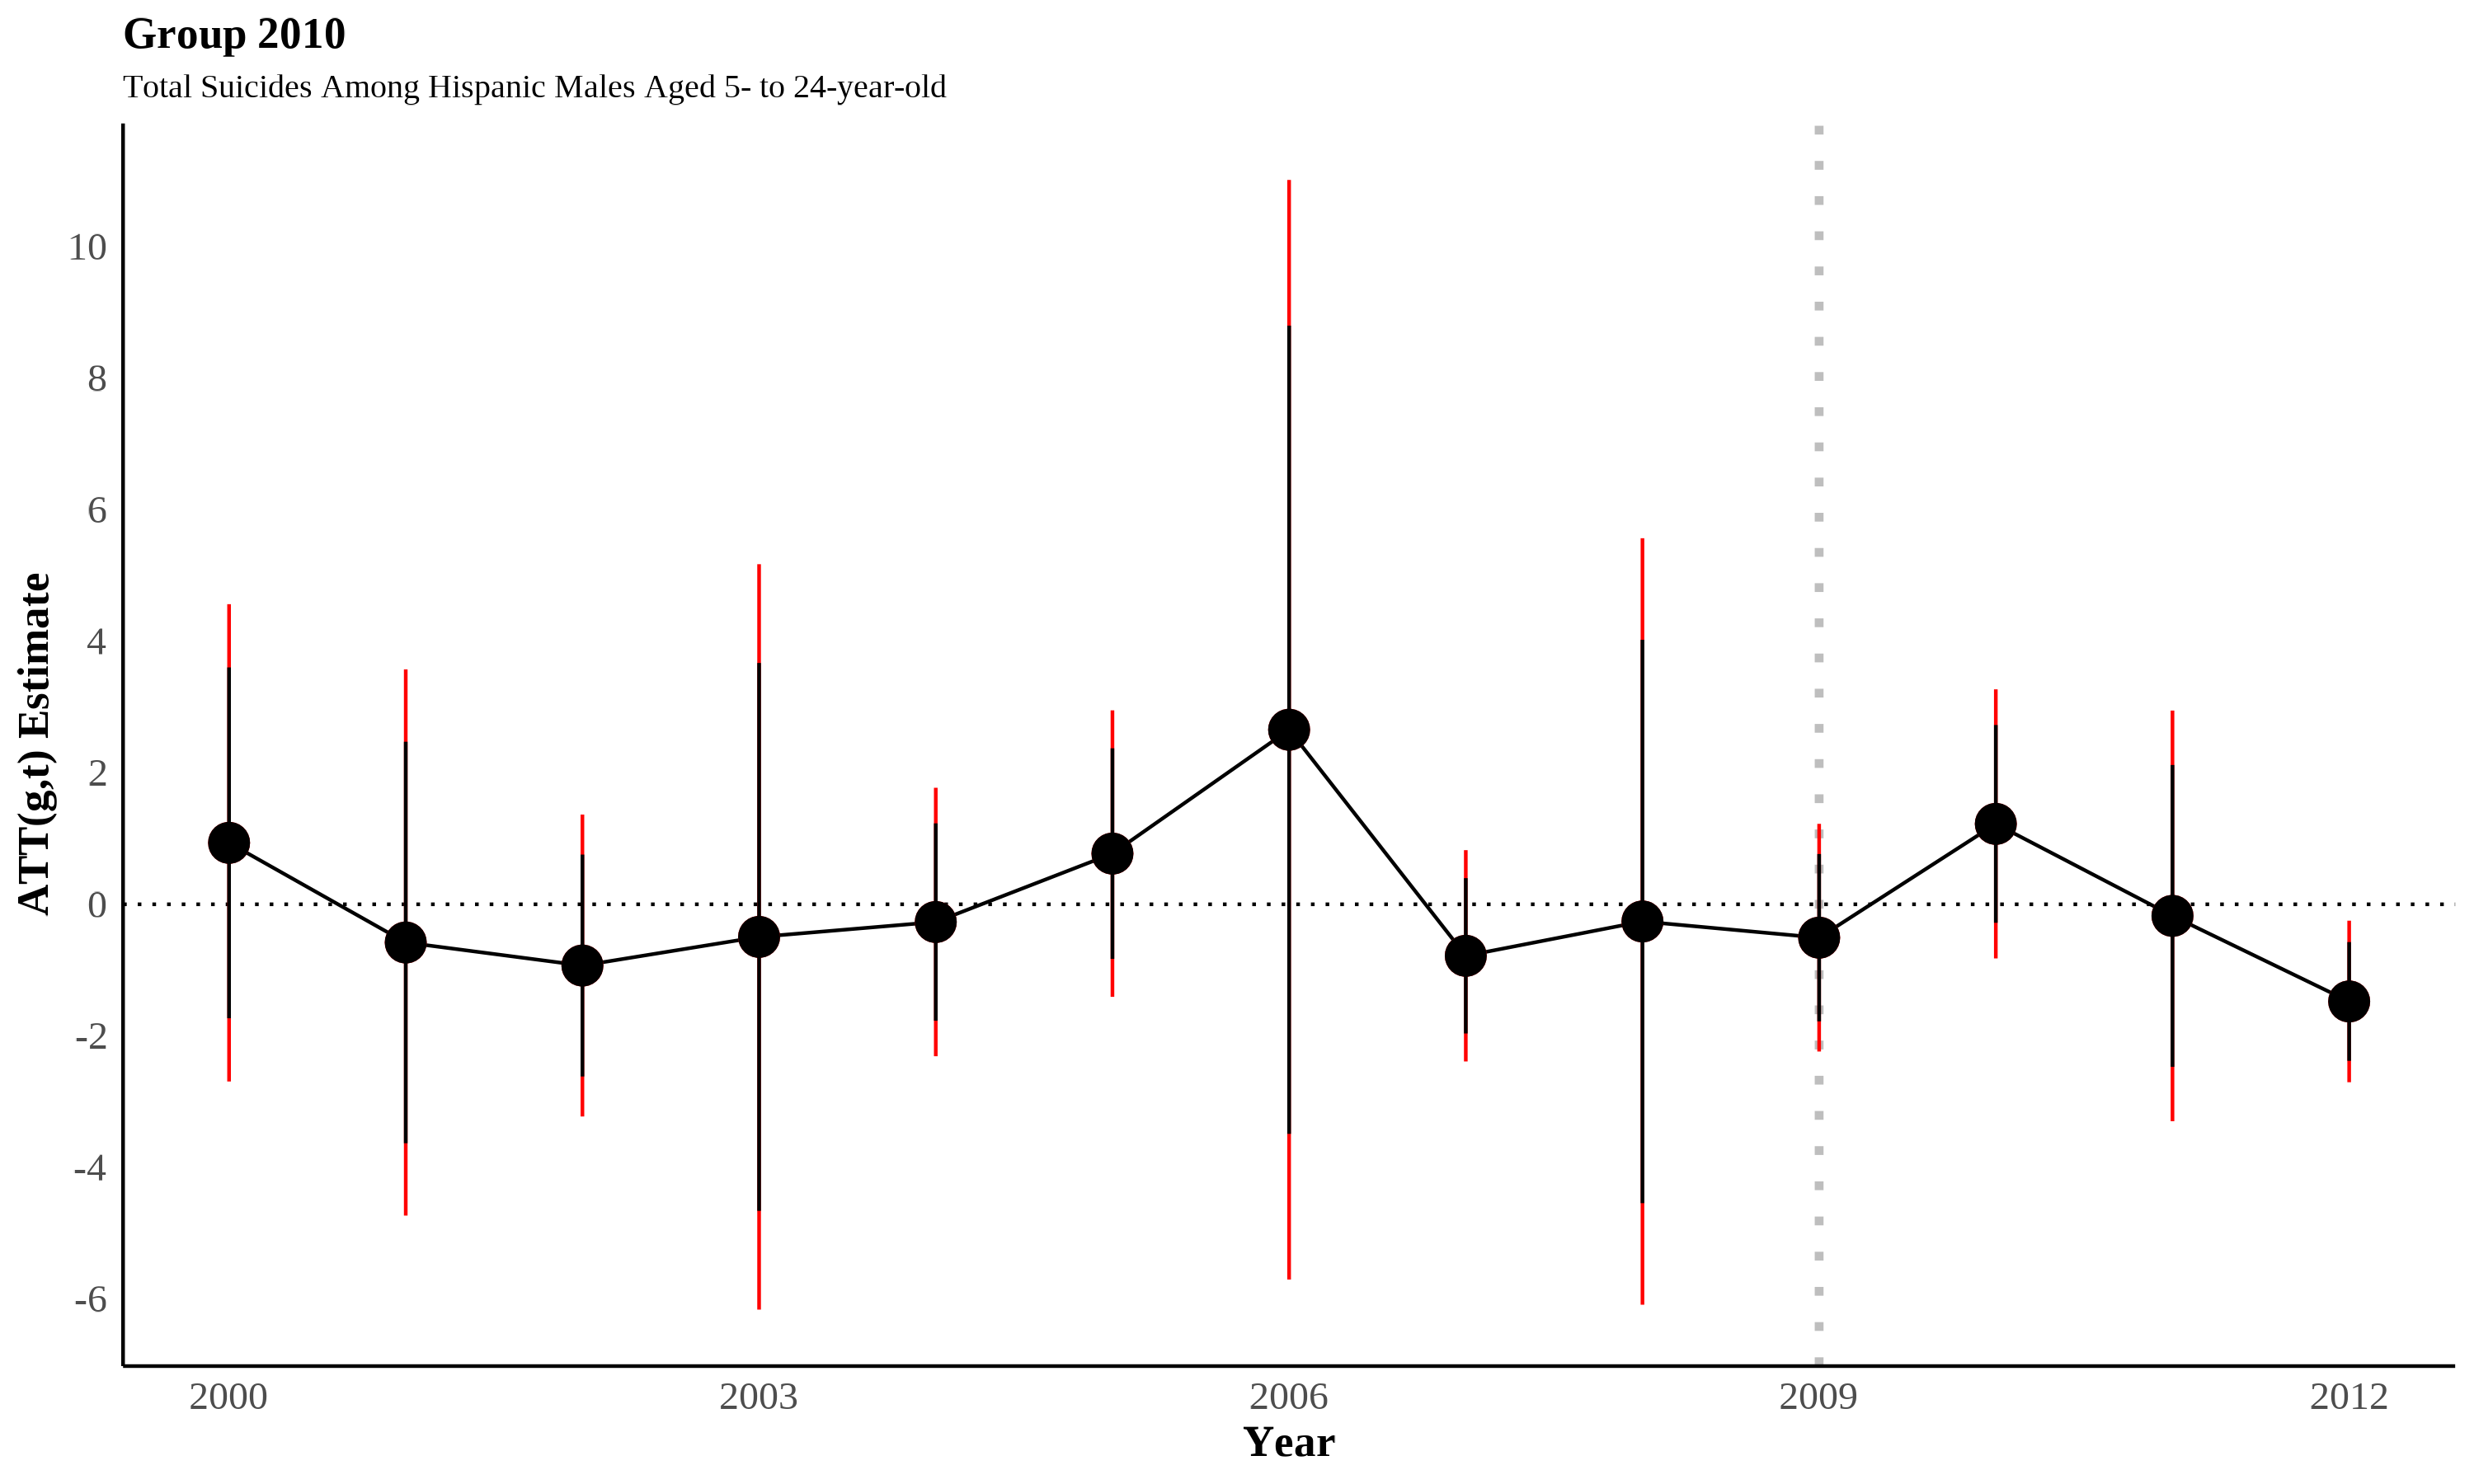 Group 2010
Total Suicides Among Hispanic Males Aged 5- to 24-year-old
ATT(g,t) Estimate
10
8
6
4
2
0
-2
-4
-6
2000 2003 2006 2009 2012
Year